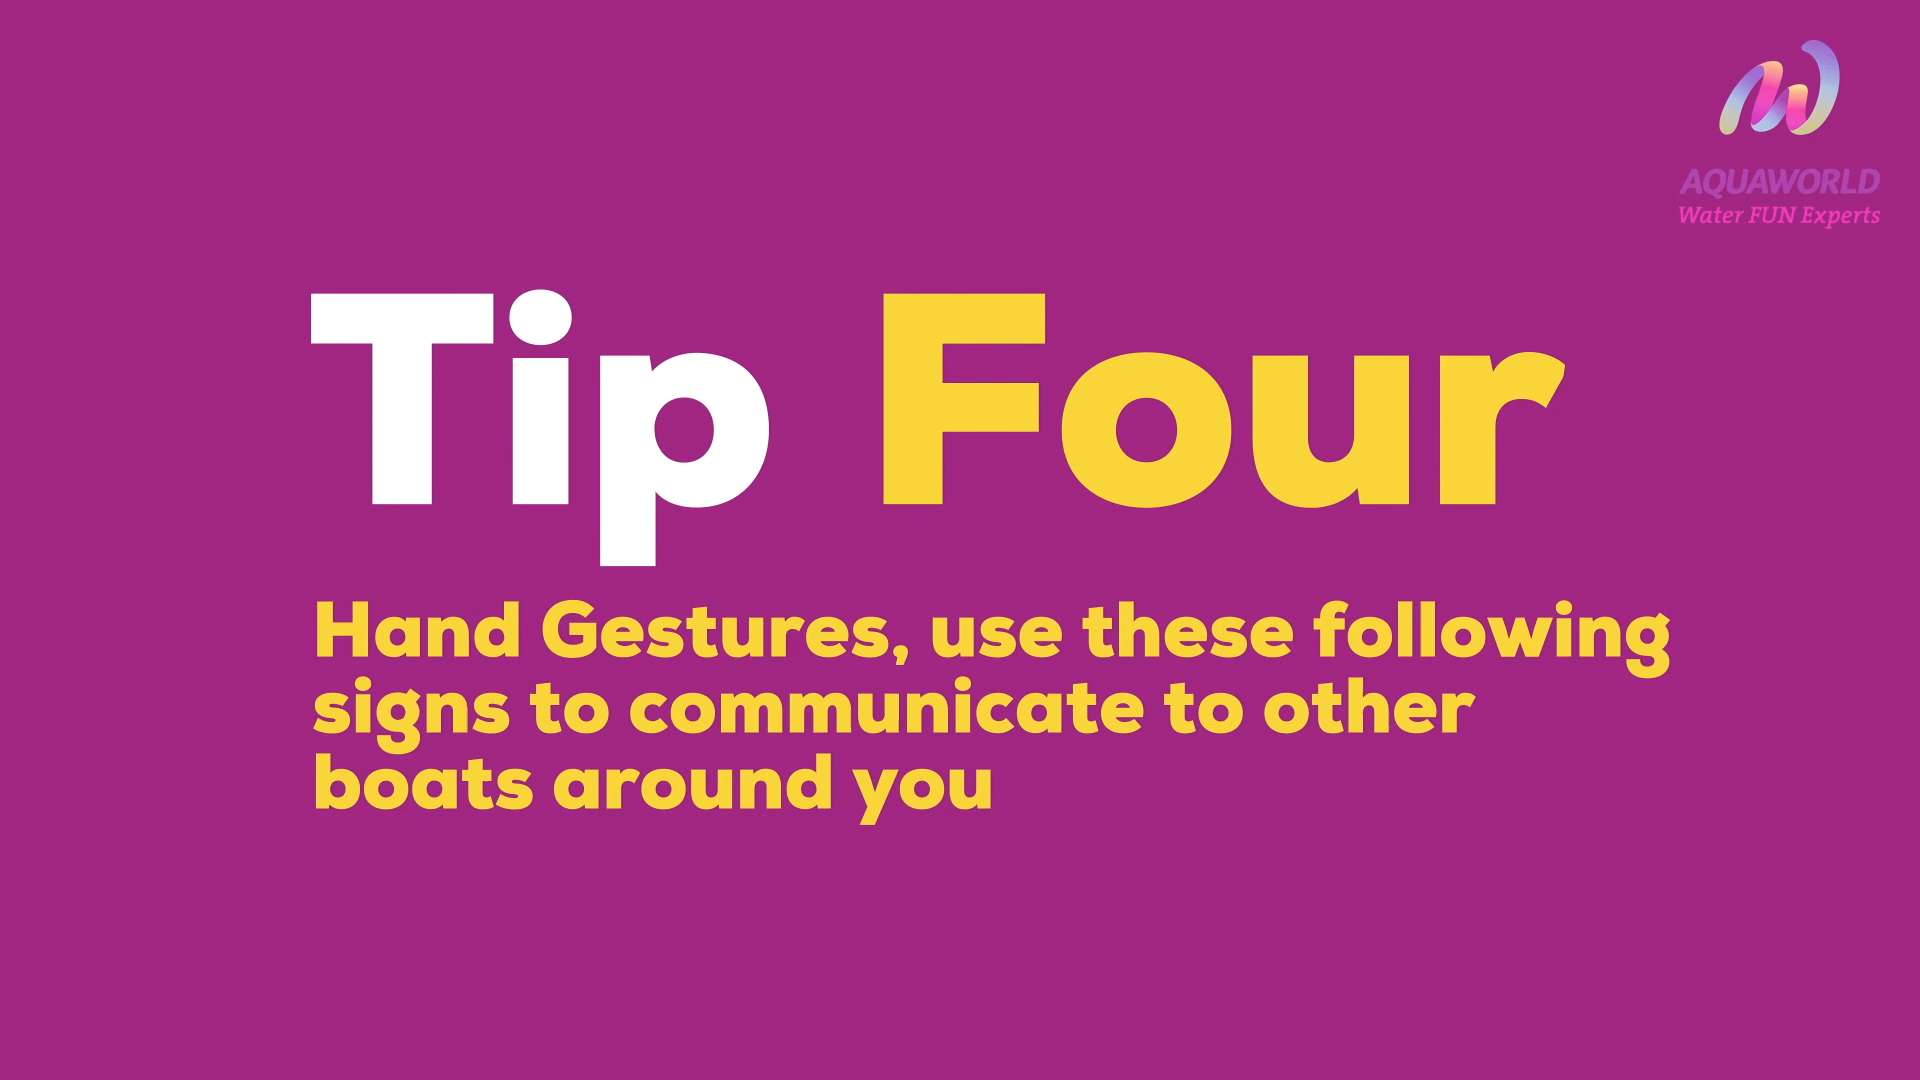 AQUAWORLD
Water FUN Experts
Tip Four
Hand Gestures, use these following
signs to communicate to other
boats around you